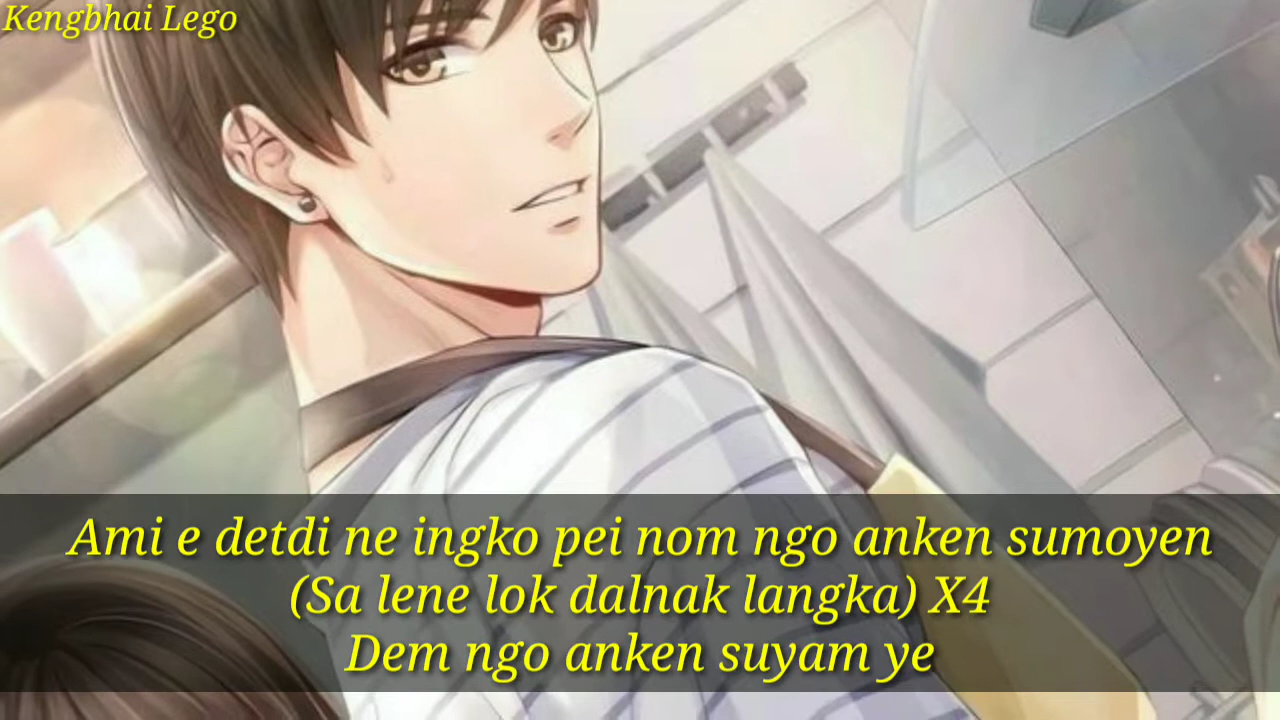 Kengbhai Lego
Ami e detdi ne ingko pei nom ngo anken sumoyen
(Sa lene lok dalnak langka) X4
Dem ngo anken suyam ye